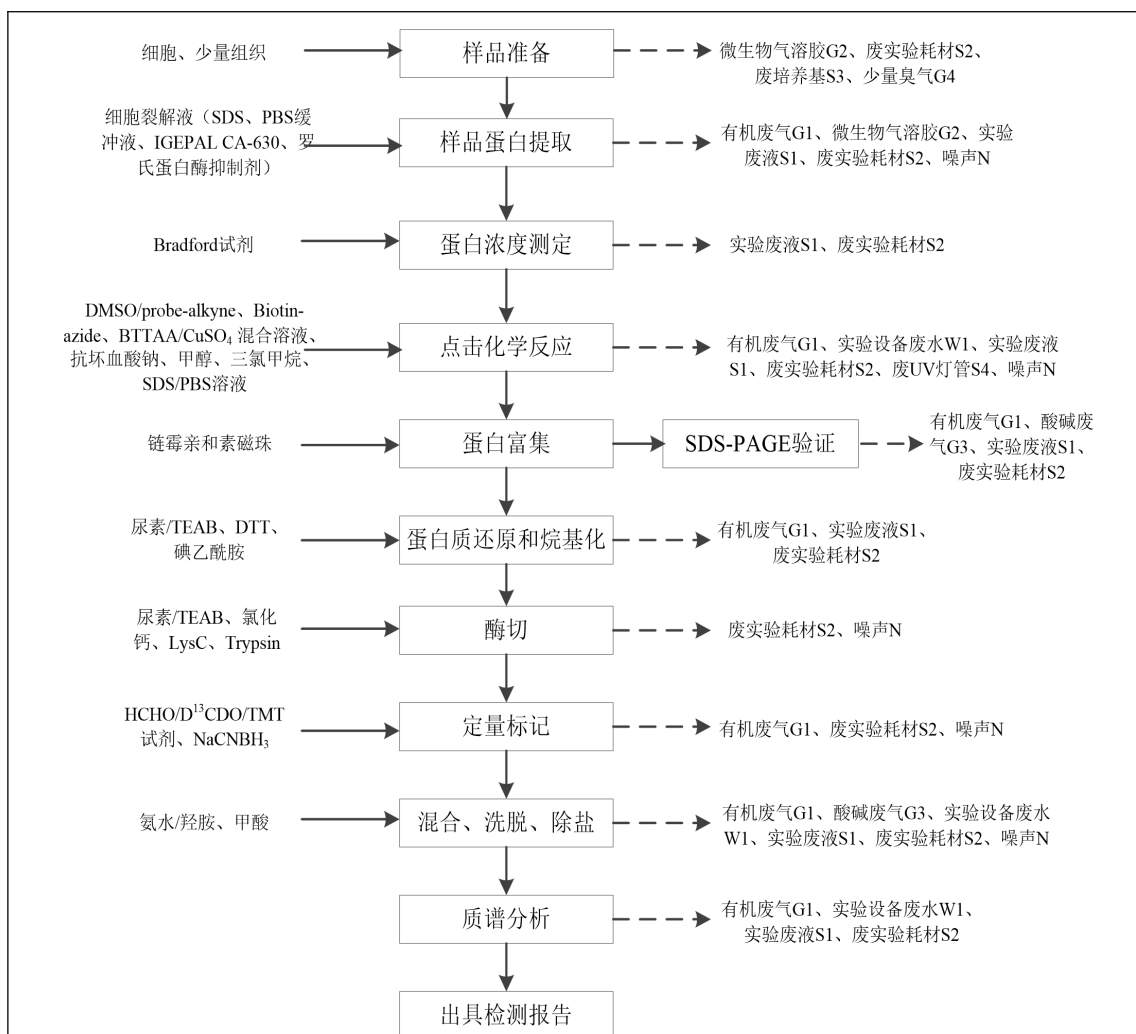 细胞、少量组织
样品准备
微生物气溶胶G2、废实验耗材S2、
废培养基S3、少量臭气G4
细胞裂解液（SDS、PBS缓
冲液、IGEPAL CA-630、罗
氏蛋白酶抑制剂）
样品蛋白提取
有机废气G1、微生物气溶胶G2、实验
废液S1、废实验耗材S2、噪声N
Bradford试剂
蛋白浓度测定
实验废液S1、废实验耗材S2
DMSO/probe-alkyne、Biotin-
azide、BTTAA/CuSO₄ 混合溶液、
抗坏血酸钠、甲醇、三氯甲烷、
SDS/PBS溶液
点击化学反应
有机废气G1、实验设备废水W1、实验废液
S1、废实验耗材S2、废UV灯管S4、噪声N
链霉亲和素磁珠
蛋白富集
SDS-PAGE验证
有机废气G1、酸碱废
气G3、实验废液S1、
废实验耗材S2
尿素/TEAB、DTT、
碘乙酰胺
蛋白质还原和烷基化
有机废气G1、实验废液S1、
废实验耗材S2
尿素/TEAB、氯化
钙、LysC、Trypsin
酶切
废实验耗材S2、噪声N
HCHO/D¹³CDO/TMT
试剂、NaCNBH₃
定量标记
有机废气G1、废实验耗材S2、噪声N
氨水/羟胺、甲酸
混合、洗脱、除盐
有机废气G1、酸碱废气G3、实验设备废水
W1、实验废液S1、废实验耗材S2、噪声N
质谱分析
有机废气G1、实验设备废水W1、
实验废液S1、废实验耗材S2
出具检测报告